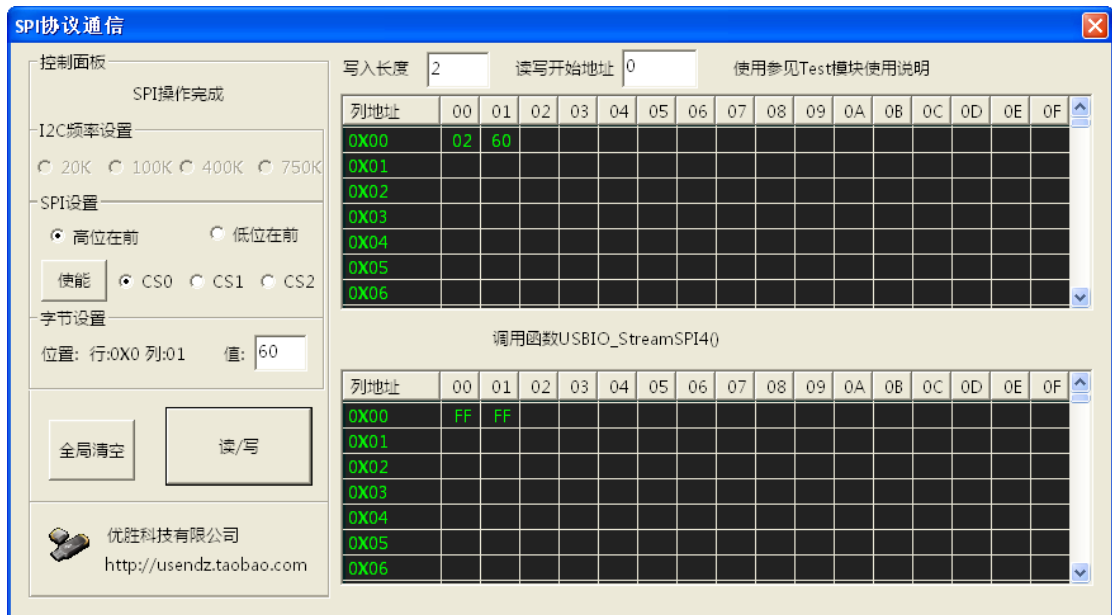 SPI协议通信
控制面板
SPI操作完成
I2C频率设置
20K 100K 400K 750K
SPI设置
高位在前 低位在前
使能 CS0 CS1 CS2
字节设置
位置: 行:0X0 列:01 值: 60
全局清空 读/写
优胜科技有限公司
http://usendz.taobao.com
写入长度 2 读写开始地址 0 使用参见Test模块使用说明
列地址 00 01 02 03 04 05 06 07 08 09 0A 0B 0C 0D 0E 0F
0X00 02 60
0X01
0X02
0X03
0X04
0X05
0X06
调用函数USBIO_StreamSPI4()
列地址 00 01 02 03 04 05 06 07 08 09 0A 0B 0C 0D 0E 0F
0X00 FF FF
0X01
0X02
0X03
0X04
0X05
0X06